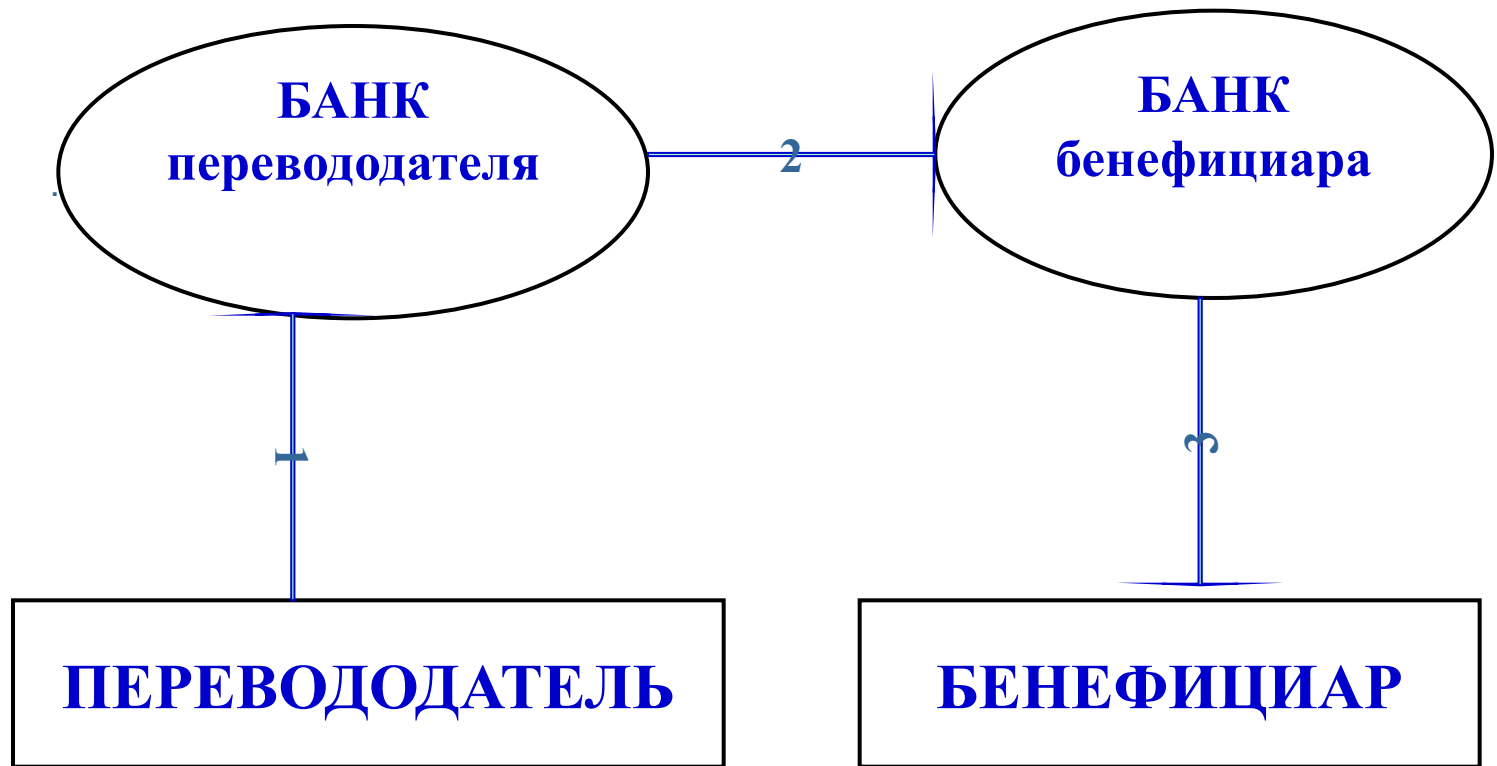 БАНК
перевододателя
2
БАНК
бенефициара
1
3
ПЕРЕВОДОДАТЕЛЬ
БЕНЕФИЦИАР